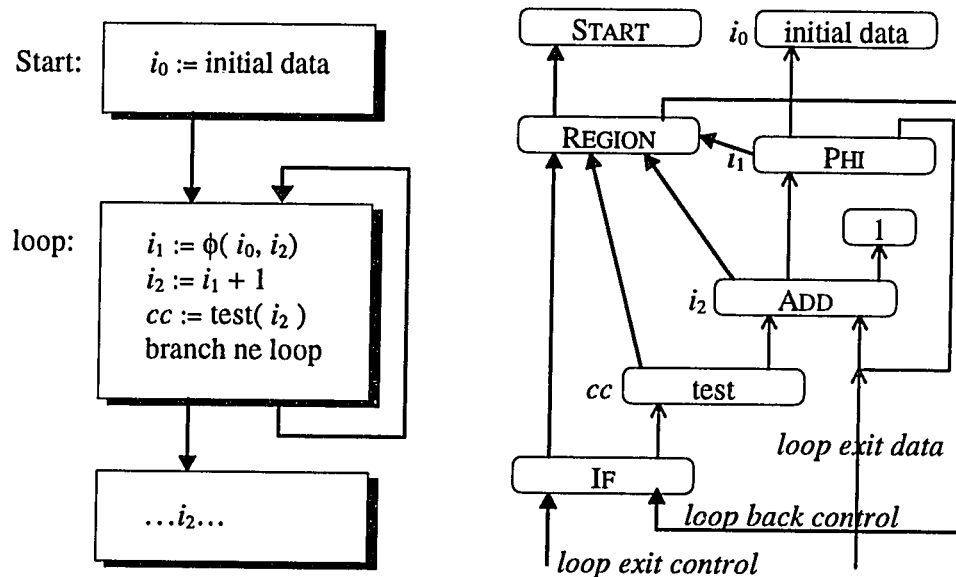 Start:
i₀ := initial data
loop:
i₁ := ϕ( i₀, i₂)
i₂ := i₁ + 1
cc := test( i₂ )
branch ne loop
...i₂...
START
i₀ initial data
REGION
i₁ PHI
1
i₂ ADD
cc test
loop exit data
IF
loop back control
loop exit control